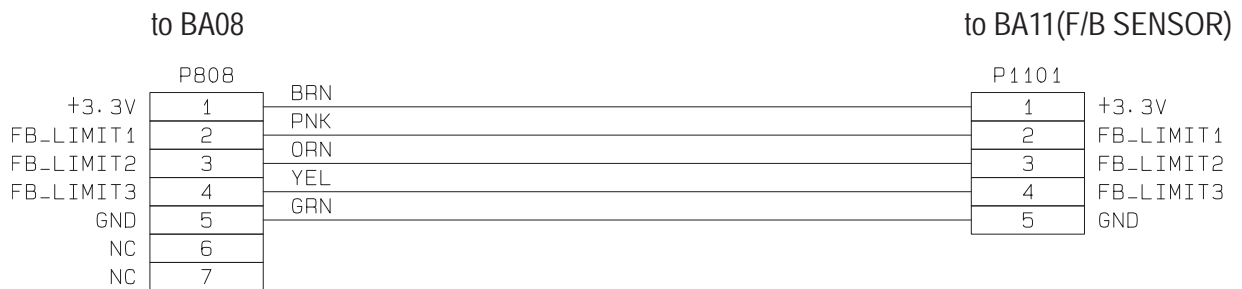 to BA08 to BA11(F/B SENSOR)
P808 P1101
BRN
+3.3V 1 1 +3.3V
PNK
FB_LIMIT1 2 2 FB_LIMIT1
ORN
FB_LIMIT2 3 3 FB_LIMIT2
YEL
FB_LIMIT3 4 4 FB_LIMIT3
GRN
GND 5 5 GND
NC 6
NC 7